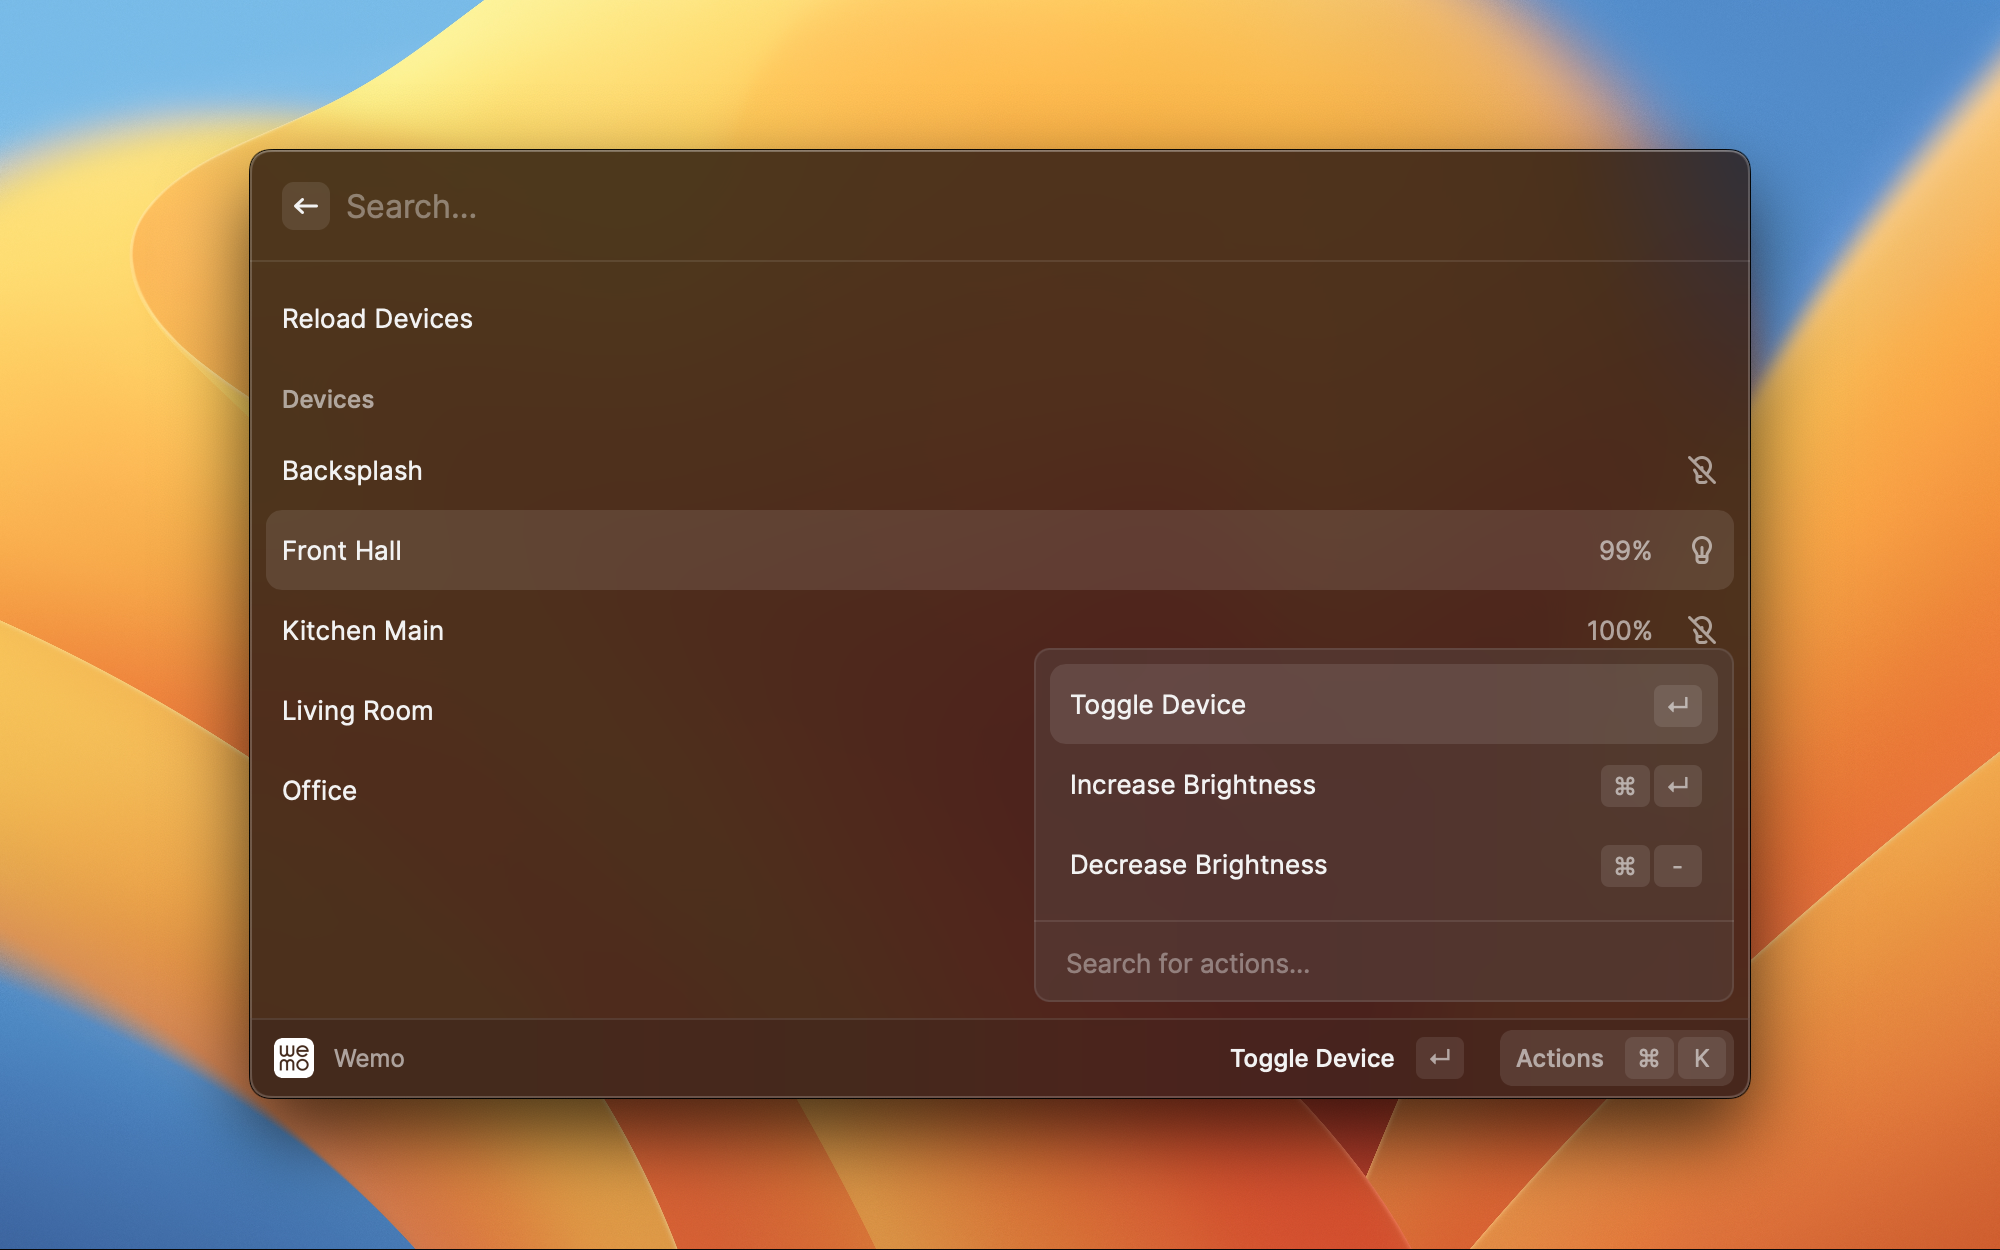 Search...
Reload Devices
Devices
Backsplash
Front Hall 99%
Kitchen Main 100%
Living Room
Office
Toggle Device ↵
Increase Brightness ⌘ ↵
Decrease Brightness ⌘ -
Search for actions...
we mo Wemo Toggle Device ↵ Actions ⌘ K